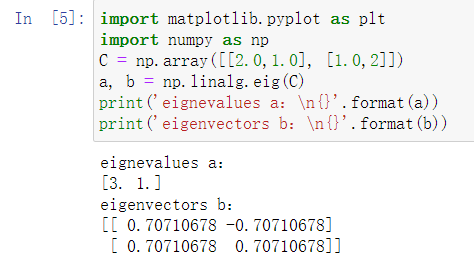 In [5]: import matplotlib.pyplot as plt
import numpy as np
C = np.array([[2.0,1.0], [1.0,2]])
a, b = np.linalg.eig(C)
print('eignevalues a: \n{}'.format(a))
print('eigenvectors b: \n{}'.format(b))
eignevalues a:
[3. 1.]
eigenvectors b:
[[ 0.70710678 -0.70710678]
 [ 0.70710678  0.70710678]]